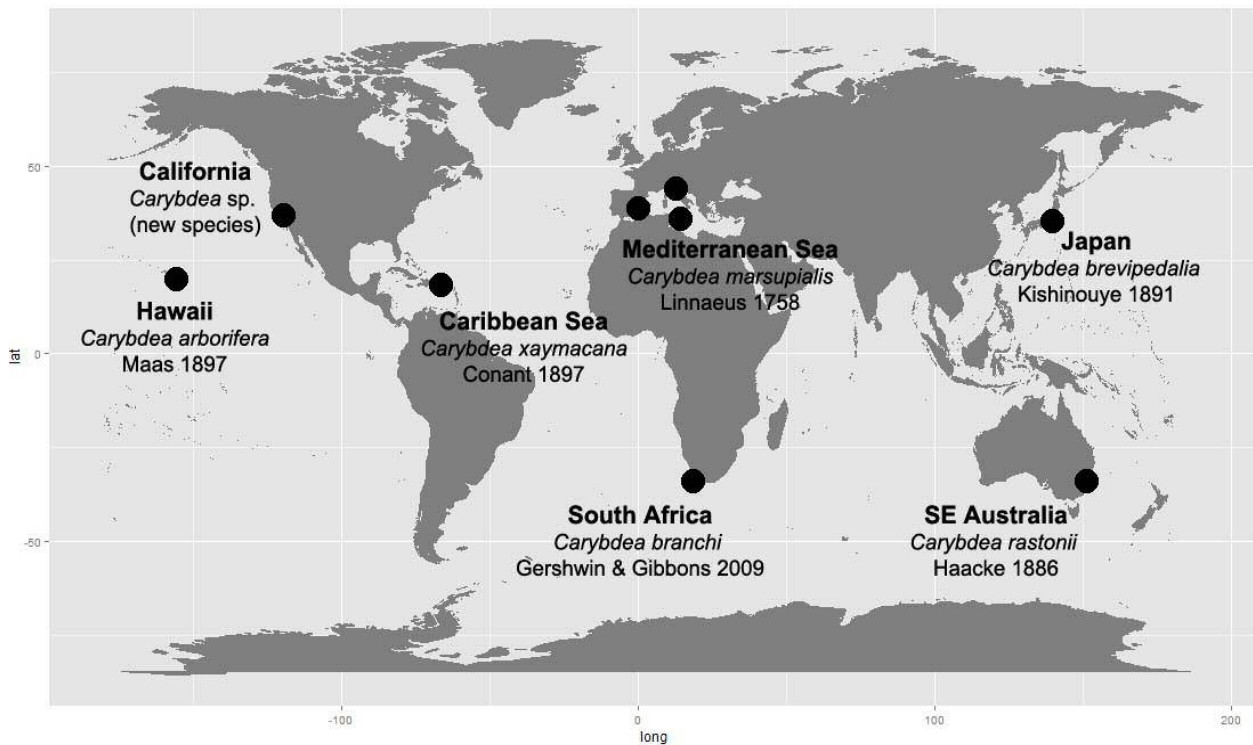 California
Carybdea sp.
(new species)
Hawaii
Carybdea arborifera
Maas 1897
Caribbean Sea
Carybdea xaymacana
Conant 1897
Mediterranean Sea
Carybdea marsupialis
Linnaeus 1758
Japan
Carybdea brevipedalia
Kishinouye 1891
South Africa
Carybdea branchi
Gershwin & Gibbons 2009
SE Australia
Carybdea rastonii
Haacke 1886
lat
50
0
-50
-100
0
100
200
long